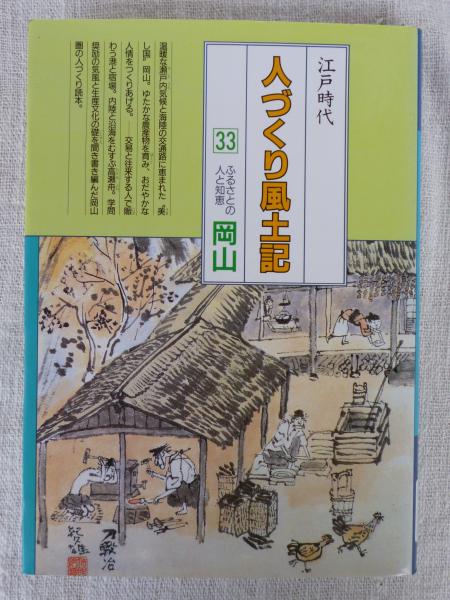 江戸時代
人づくり風土記
33
ふるさとの
人と知恵
岡山
温暖な瀬戸内気候と海陸の交通路に恵まれた〝美
し国〟岡山。ゆたかな農産物を育み、おだやかな
人情をつくりあげる。――交易と往来する人で賑
わう港と宿場。内陸と沿海をむすぶ高瀬舟。学問
奨励の気風と生産文化の礎を聞き書き編んだ岡山
圏の人づくり読本。
刀鍛冶